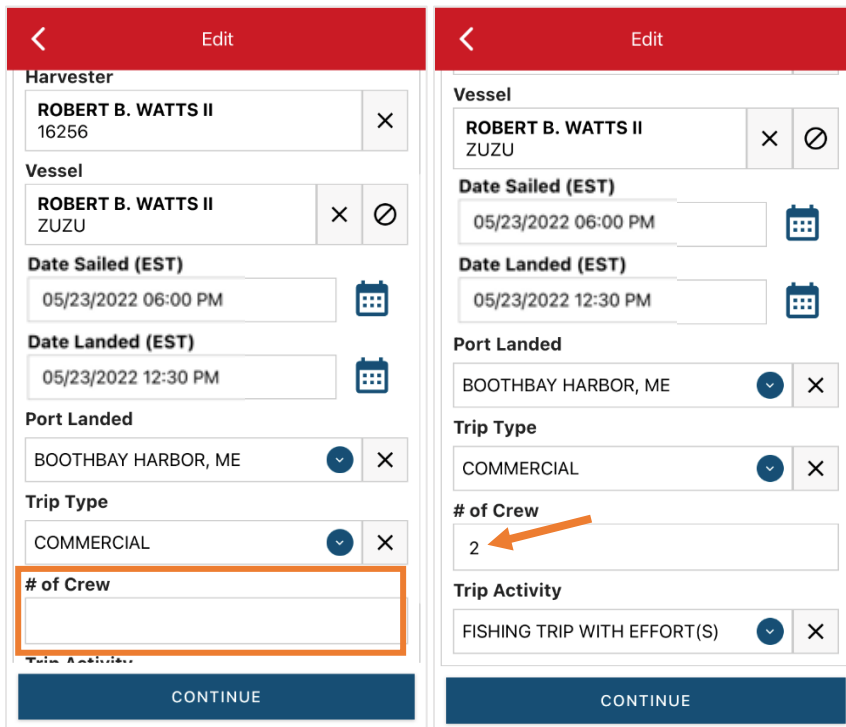 Edit
Harvester
ROBERT B. WATTS II
16256
Vessel
ROBERT B. WATTS II
ZUZU
Date Sailed (EST)
05/23/2022 06:00 PM
Date Landed (EST)
05/23/2022 12:30 PM
Port Landed
BOOTHBAY HARBOR, ME
Trip Type
COMMERCIAL
# of Crew
Trip Activity
CONTINUE
Edit
Vessel
ROBERT B. WATTS II
ZUZU
Date Sailed (EST)
05/23/2022 06:00 PM
Date Landed (EST)
05/23/2022 12:30 PM
Port Landed
BOOTHBAY HARBOR, ME
Trip Type
COMMERCIAL
# of Crew
2
Trip Activity
FISHING TRIP WITH EFFORT(S)
CONTINUE